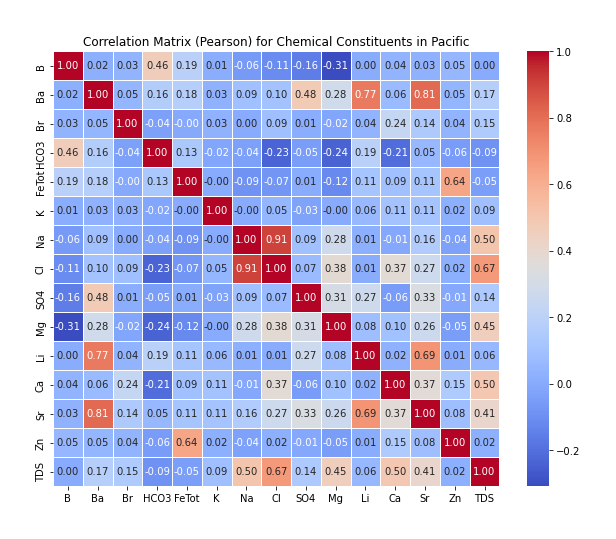 Correlation Matrix (Pearson) for Chemical Constituents in Pacific
B 1.00 0.02 0.03 0.46 0.19 0.01 -0.06 -0.11 -0.16 -0.31 0.00 0.04 0.03 0.05 0.00
Ba 0.02 1.00 0.05 0.16 0.18 0.03 0.09 0.10 0.48 0.28 0.77 0.06 0.81 0.05 0.17
Br 0.03 0.05 1.00 -0.04 -0.00 0.03 0.00 0.09 0.01 -0.02 0.04 0.24 0.14 0.04 0.15
HCO3 0.46 0.16 -0.04 1.00 0.13 -0.02 -0.04 -0.23 -0.05 -0.24 0.19 -0.21 0.05 -0.06 -0.09
FeTot 0.19 0.18 -0.00 0.13 1.00 -0.00 -0.09 -0.07 0.01 -0.12 0.11 0.09 0.11 0.64 -0.05
K 0.01 0.03 0.03 -0.02 -0.00 1.00 -0.00 0.05 -0.03 -0.00 0.06 0.11 0.11 0.02 0.09
Na -0.06 0.09 0.00 -0.04 -0.09 -0.00 1.00 0.91 0.09 0.28 0.01 -0.01 0.16 -0.04 0.50
Cl -0.11 0.10 0.09 -0.23 -0.07 0.05 0.91 1.00 0.07 0.38 0.01 0.37 0.27 0.02 0.67
SO4 -0.16 0.48 0.01 -0.05 0.01 -0.03 0.09 0.07 1.00 0.31 0.27 -0.06 0.33 -0.01 0.14
Mg -0.31 0.28 -0.02 -0.24 -0.12 -0.00 0.28 0.38 0.31 1.00 0.08 0.10 0.26 -0.05 0.45
Li 0.00 0.77 0.04 0.19 0.11 0.06 0.01 0.01 0.27 0.08 1.00 0.02 0.69 0.01 0.06
Ca 0.04 0.06 0.24 -0.21 0.09 0.11 -0.01 0.37 -0.06 0.10 0.02 1.00 0.37 0.15 0.50
Sr 0.03 0.81 0.14 0.05 0.11 0.11 0.16 0.27 0.33 0.26 0.69 0.37 1.00 0.08 0.41
Zn 0.05 0.05 0.04 -0.06 0.64 0.02 -0.04 0.02 -0.01 -0.05 0.01 0.15 0.08 1.00 0.02
TDS 0.00 0.17 0.15 -0.09 -0.05 0.09 0.50 0.67 0.14 0.45 0.06 0.50 0.41 0.02 1.00
B Ba Br HCO3 FeTot K Na Cl SO4 Mg Li Ca Sr Zn TDS
1.0
0.8
0.6
0.4
0.2
0.0
−0.2